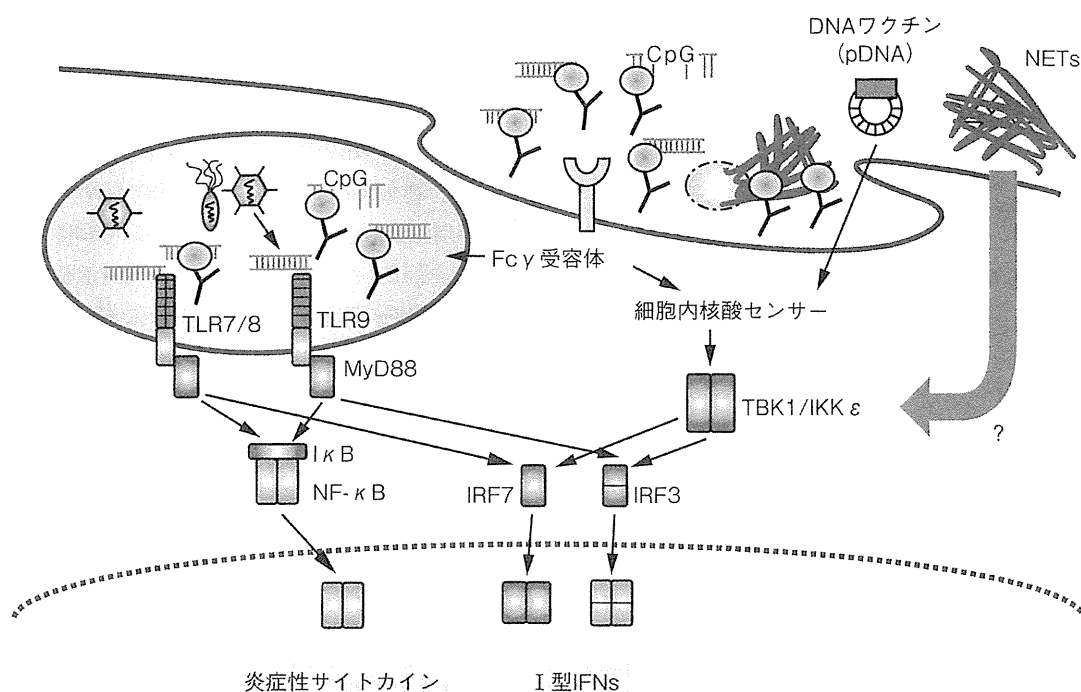 DNAワクチン
(pDNA)
NETs
CpG
CpG
Fcγ受容体
細胞内核酸センサー
TLR7/8
TLR9
MyD88
TBK1/IKKε
?
IκB
NF-κB
IRF7
IRF3
炎症性サイトカイン
Ⅰ型IFNs